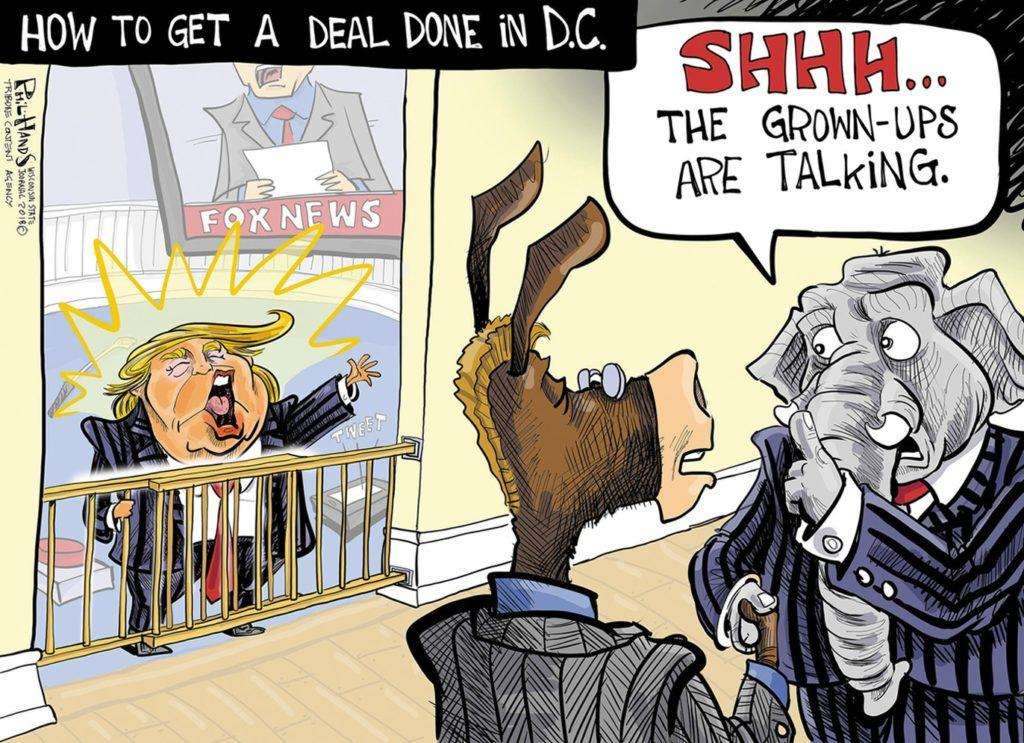 HOW TO GET A DEAL DONE IN D.C.
SHHH...
THE GROWN-UPS
ARE TALKING.
PHIL HANDS WISCONSIN STATE
JOURNAL 2018©
TRIBUNE CONTENT AGENCY
FOX NEWS
TWEET